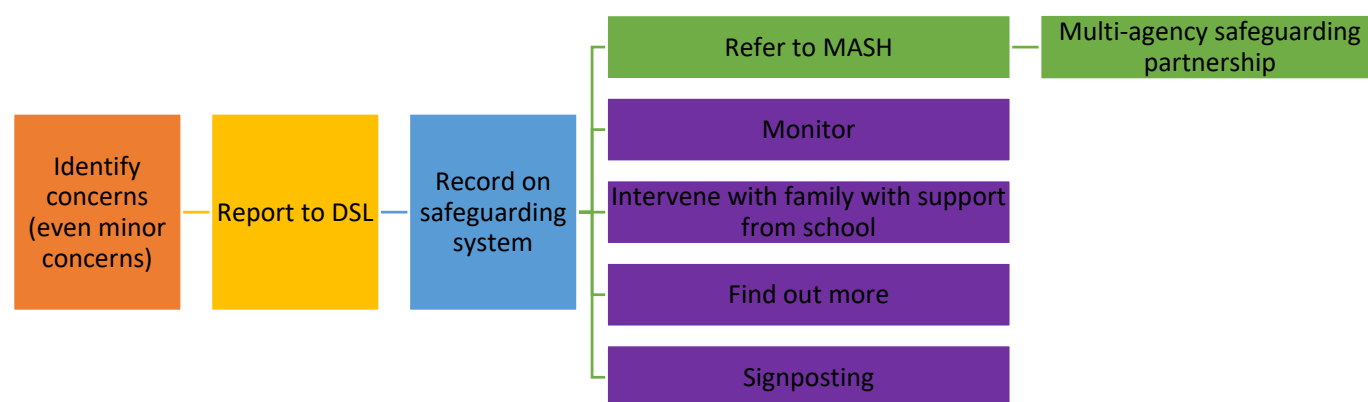 Identify
concerns
(even minor
concerns)
Report to DSL
Record on
safeguarding
system
Refer to MASH
Multi-agency safeguarding
partnership
Monitor
Intervene with family with support
from school
Find out more
Signposting